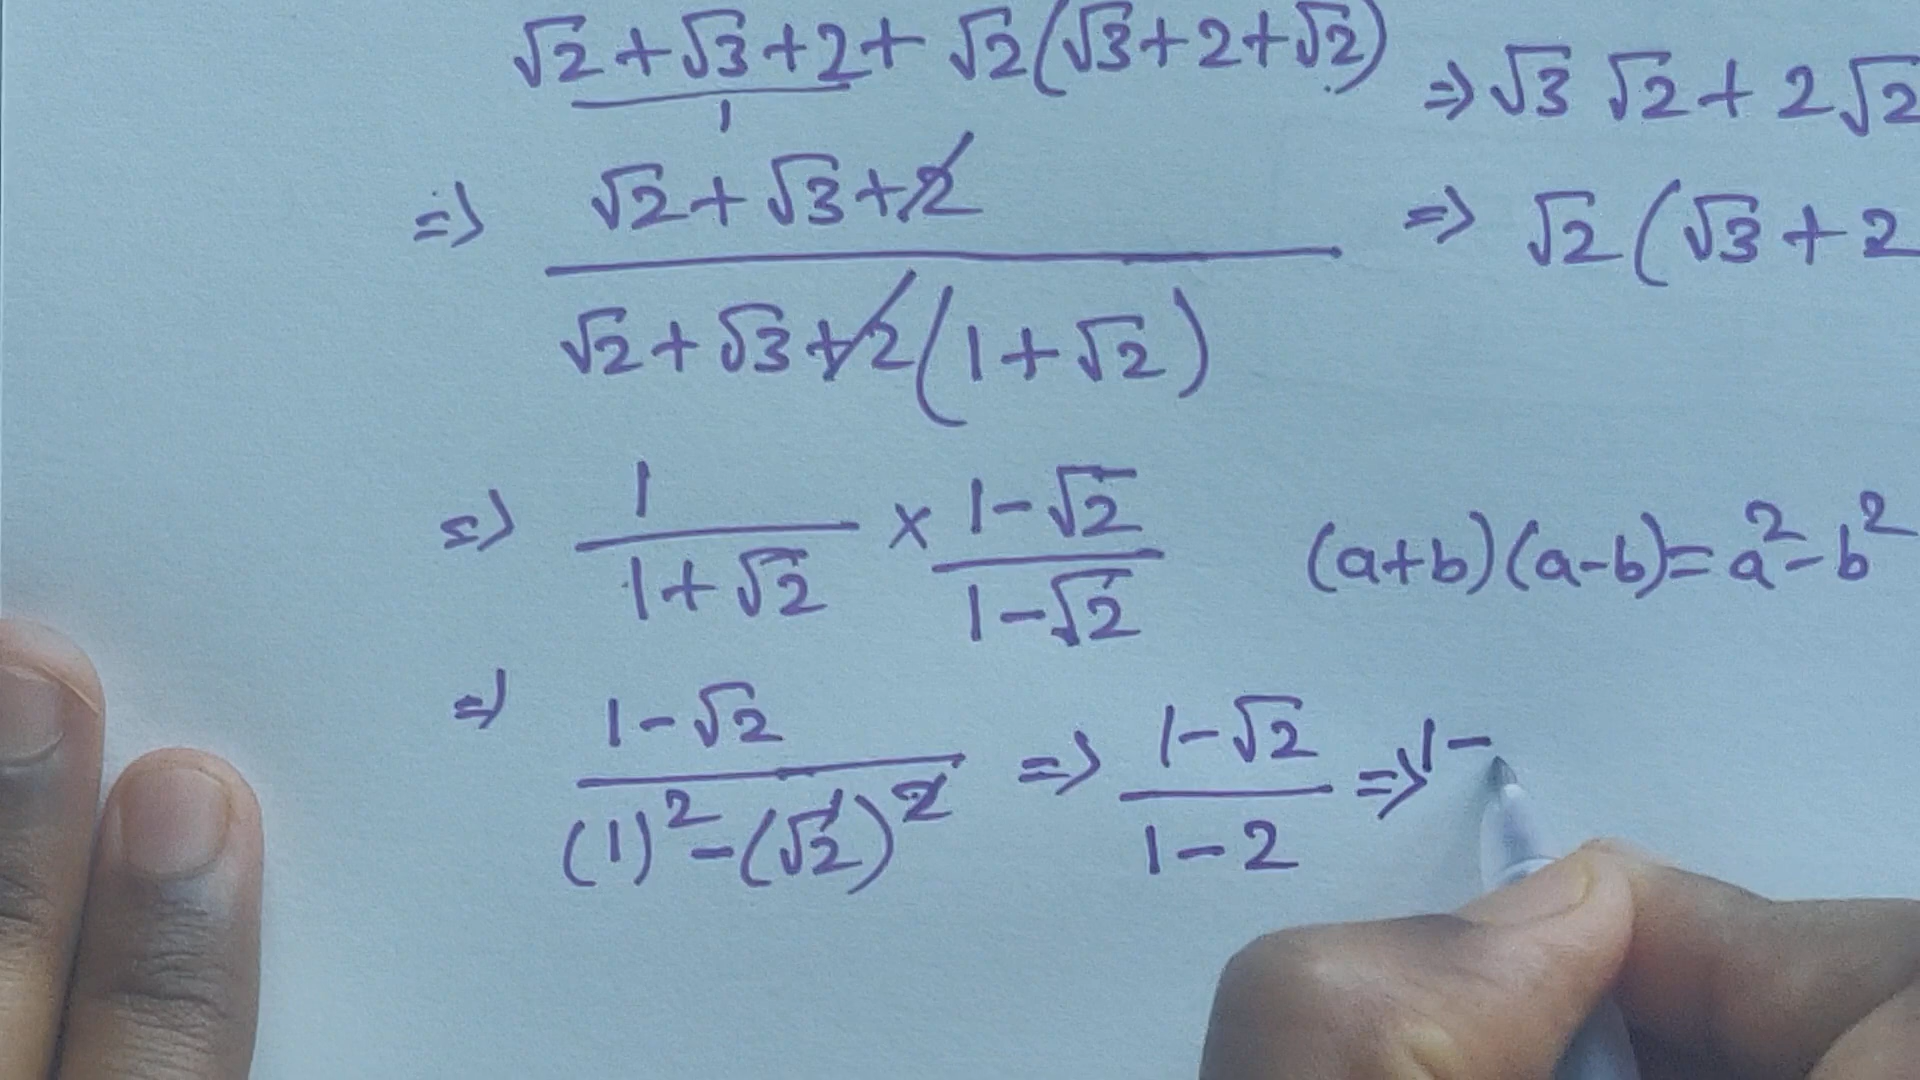 √2+√3+2+ √2(√3+2+√2) => √3 √2+2√2
1
=> √2+√3+2 => √2(√3+2
√2+√3+2(1+√2)
=> 1 × 1-√2 (a+b)(a-b)=a²-b²
1+√2 1-√2
=> 1-√2 => 1-√2 => 1-
(1)²-(√2)² 1-2